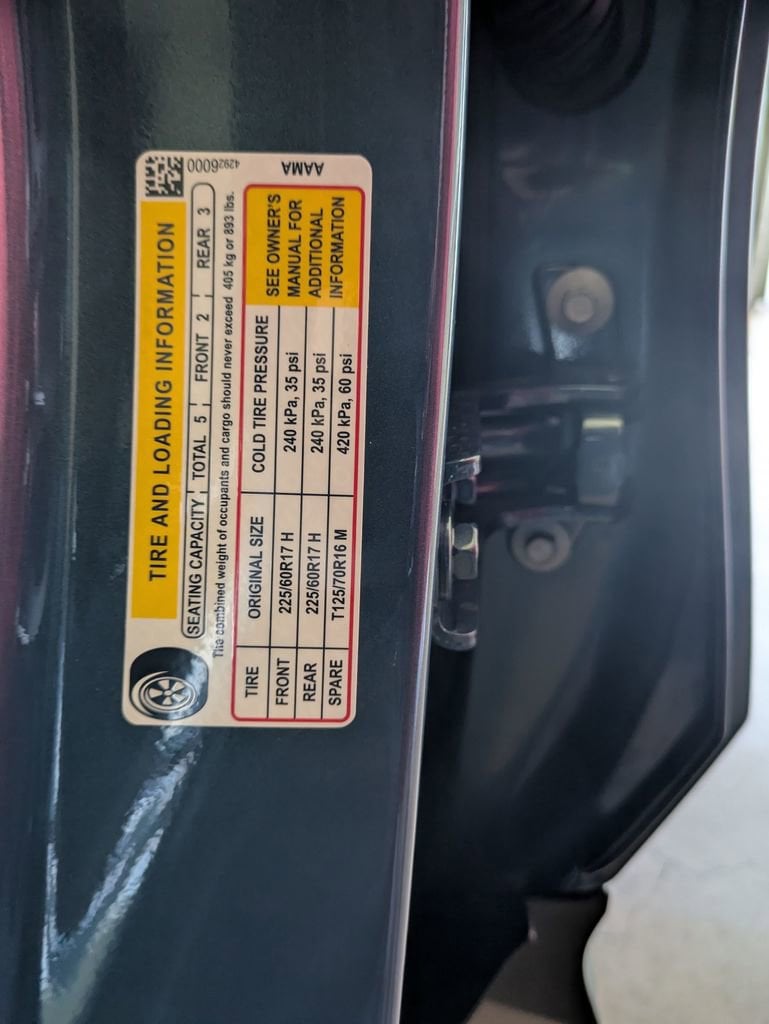 TIRE AND LOADING INFORMATION
42926000
SEATING CAPACITY TOTAL 5 FRONT 2 REAR 3
The combined weight of occupants and cargo should never exceed 405 kg or 893 lbs.
TIRE ORIGINAL SIZE COLD TIRE PRESSURE
FRONT 225/60R17 H 240 kPa, 35 psi
REAR 225/60R17 H 240 kPa, 35 psi
SPARE T125/70R16 M 420 kPa, 60 psi
SEE OWNER'S
MANUAL FOR
ADDITIONAL
INFORMATION
AAMA